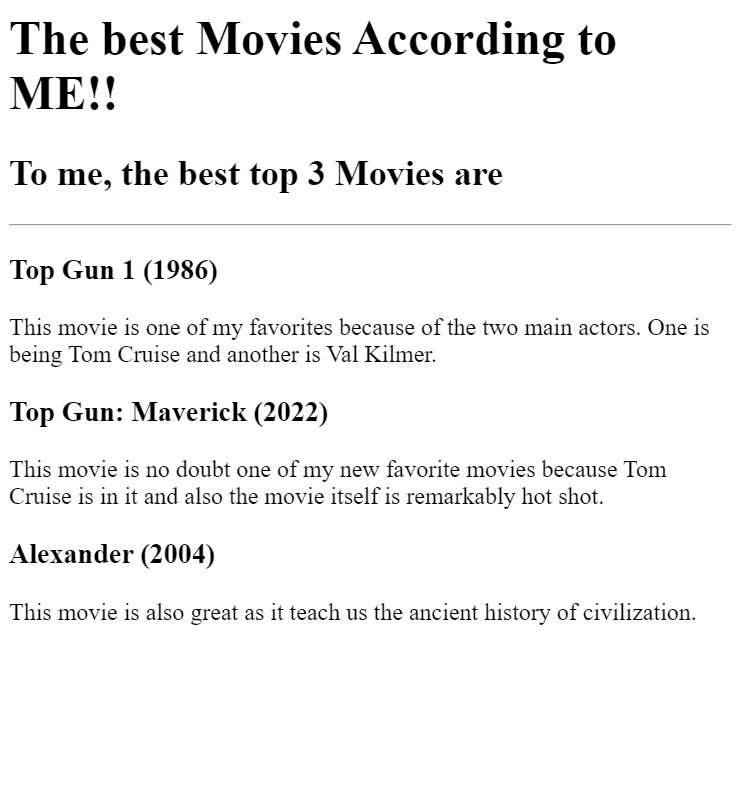 The best Movies According to
ME!!
To me, the best top 3 Movies are
Top Gun 1 (1986)
This movie is one of my favorites because of the two main actors. One is
being Tom Cruise and another is Val Kilmer.
Top Gun: Maverick (2022)
This movie is no doubt one of my new favorite movies because Tom
Cruise is in it and also the movie itself is remarkably hot shot.
Alexander (2004)
This movie is also great as it teach us the ancient history of civilization.